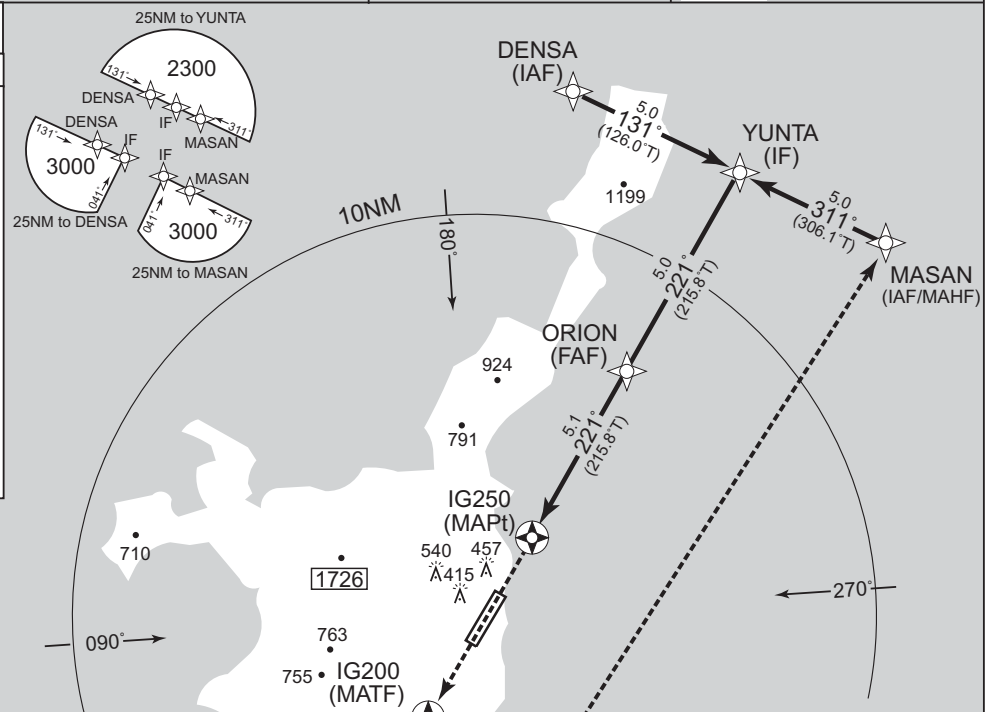 25NM to YUNTA
2300
131°
DENSA
IF
311°
MASAN
DENSA
131°
IF
3000
041°
25NM to DENSA
IF
MASAN
041°
311°
3000
25NM to MASAN
DENSA
(IAF)
5.0
131°
(126.0°T)
YUNTA
(IF)
5.0
311°
(306.1°T)
MASAN
(IAF/MAHF)
1199
10NM
180°
5.0
221°
(215.8°T)
ORION
(FAF)
924
791
5.1
221°
(215.8°T)
IG250
(MAPt)
710
540
457
415
1726
270°
090°
763
755
IG200
(MATF)